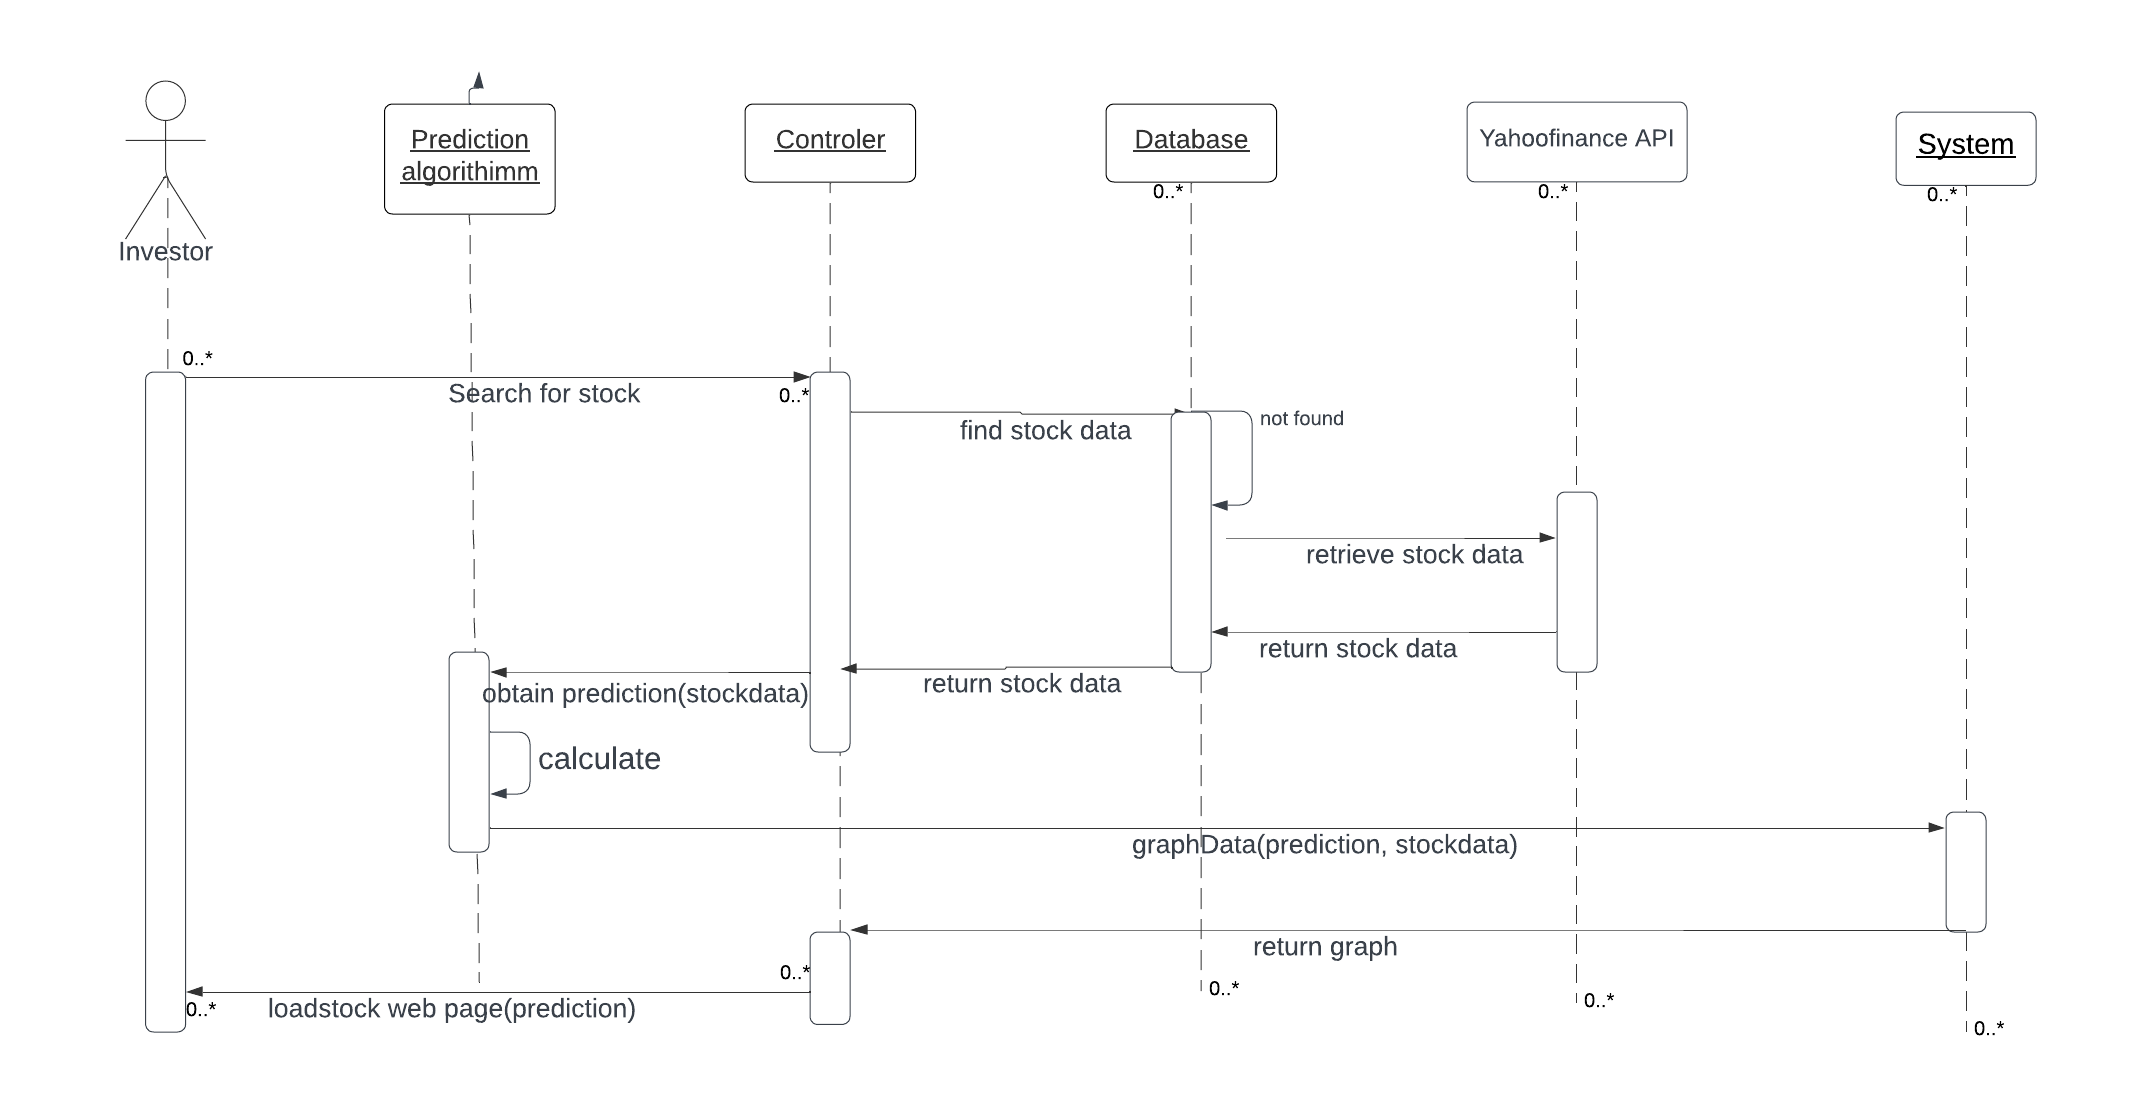 Prediction
algorithimm
Controler
Database
Yahoofinance API
System
0..*
0..*
0..*
Investor
0..*
Search for stock
0..*
find stock data
not found
retrieve stock data
return stock data
obtain prediction(stockdata)
return stock data
calculate
graphData(prediction, stockdata)
return graph
0..*
0..*
0..*
0..*
loadstock web page(prediction)
0..*